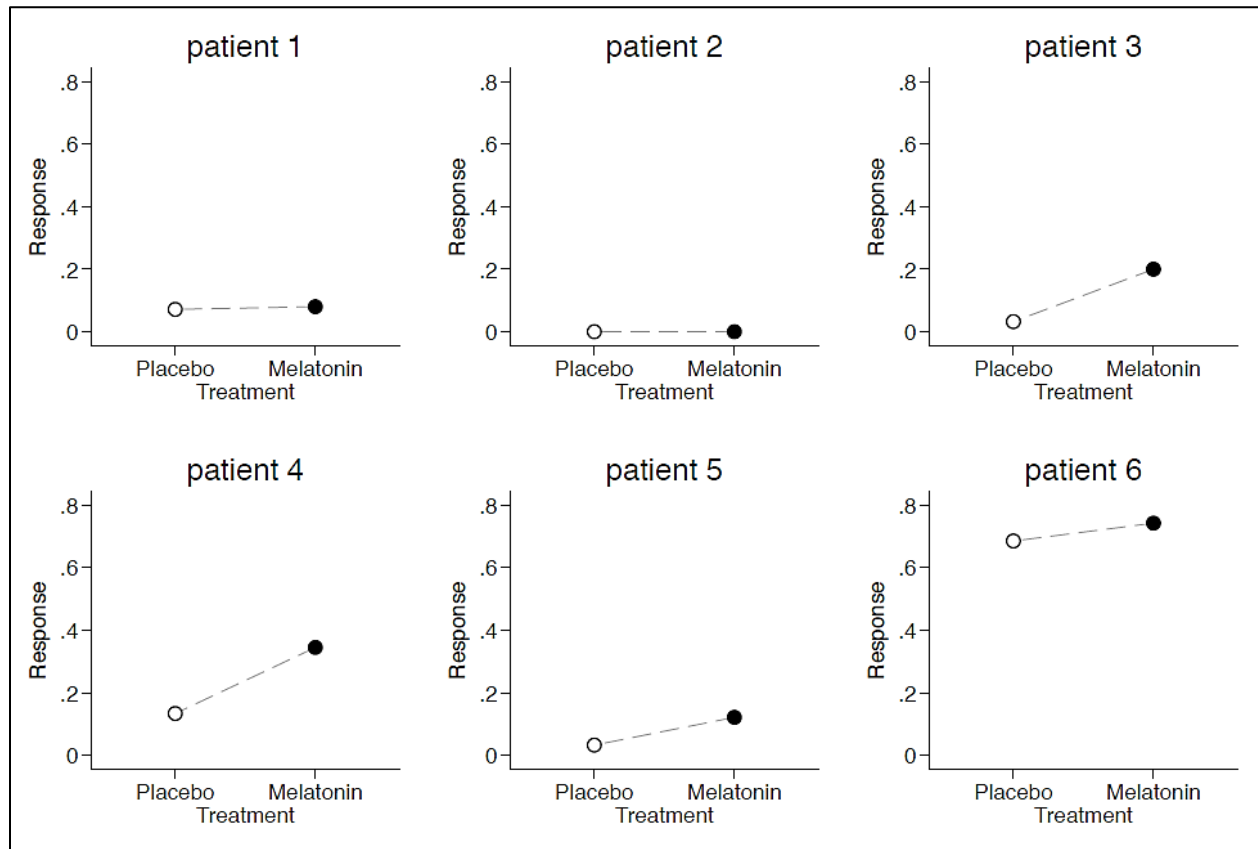 patient 1
.8
.6
.4
.2
0
Response
Placebo Melatonin
Treatment
patient 2
.8
.6
.4
.2
0
Response
Placebo Melatonin
Treatment
patient 3
.8
.6
.4
.2
0
Response
Placebo Melatonin
Treatment
patient 4
.8
.6
.4
.2
0
Response
Placebo Melatonin
Treatment
patient 5
.8
.6
.4
.2
0
Response
Placebo Melatonin
Treatment
patient 6
.8
.6
.4
.2
0
Response
Placebo Melatonin
Treatment